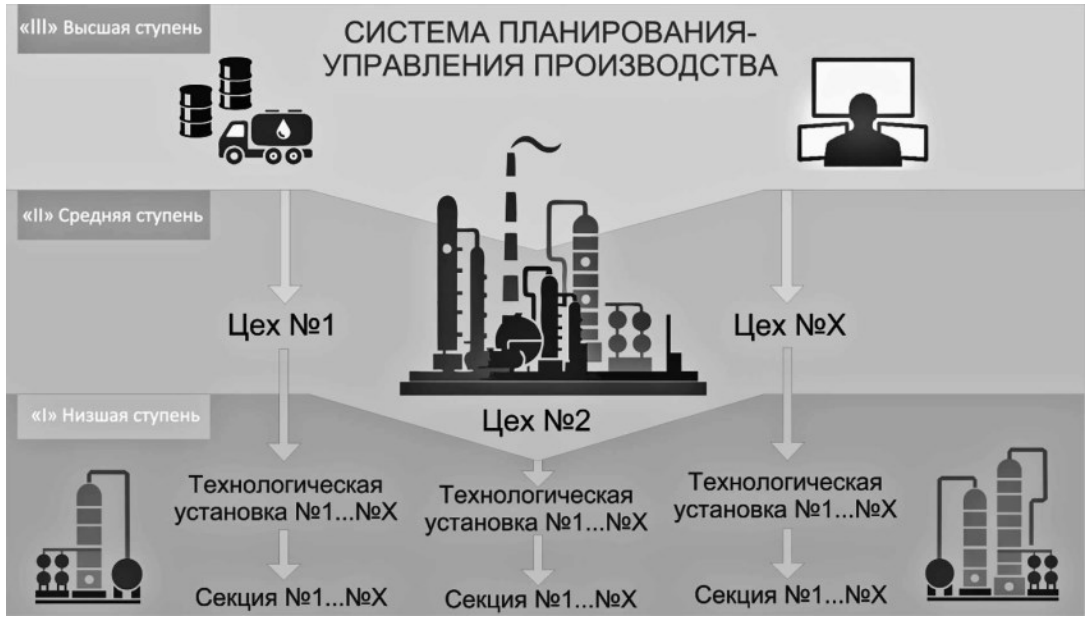 «III» Высшая ступень
СИСТЕМА ПЛАНИРОВАНИЯ-
УПРАВЛЕНИЯ ПРОИЗВОДСТВА
«II» Средняя ступень
Цех №1
Цех №X
«I» Низшая ступень
Цех №2
Технологическая
установка №1...№X
Технологическая
установка №1...№X
Технологическая
установка №1...№X
Секция №1...№X
Секция №1...№X
Секция №1...№X